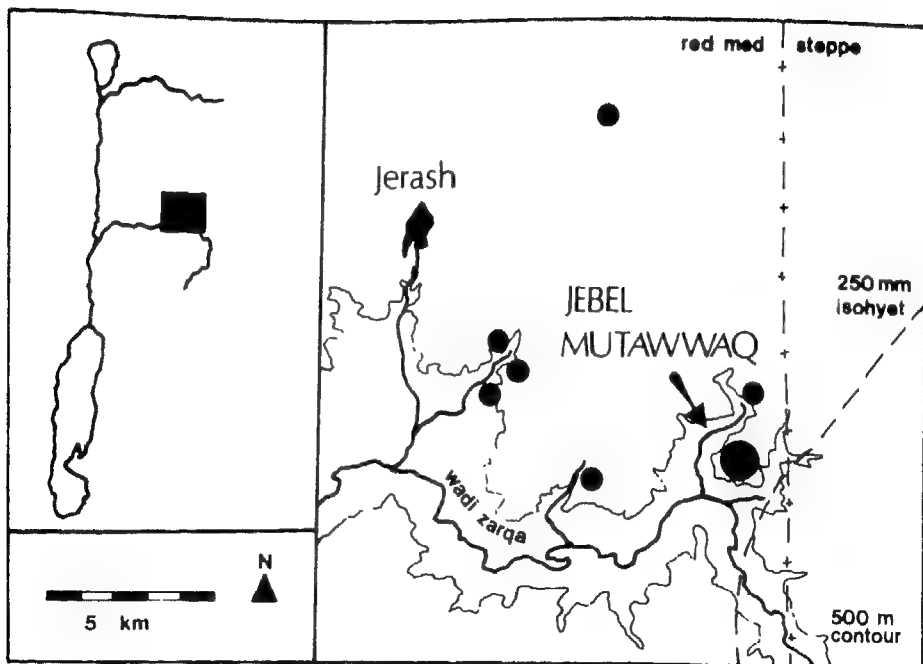 red med
steppe
Jerash
250 mm
isohyet
JEBEL
MUTAWWAQ
wadi zarqa
N
5 km
500 m
contour